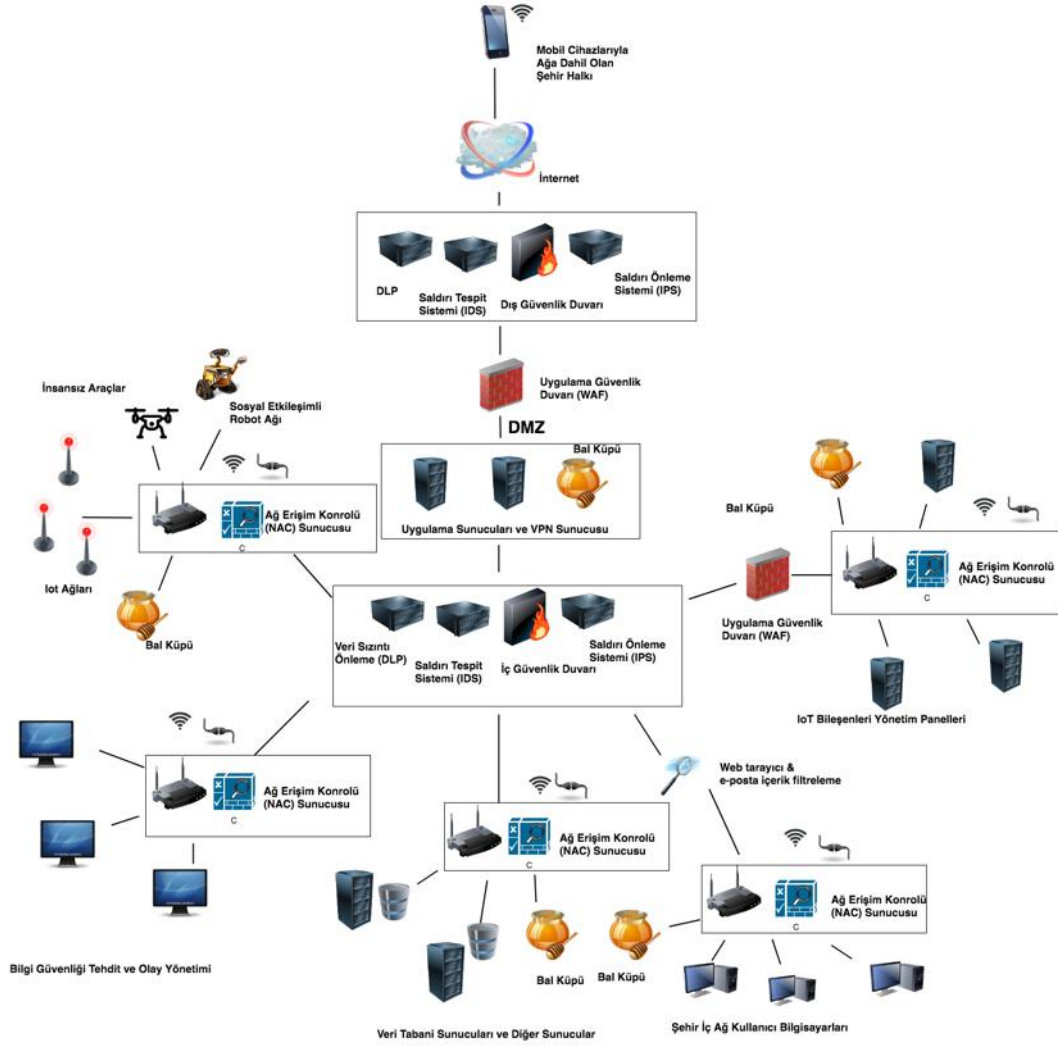 Mobil Cihazlarıyla
Ağa Dahil Olan
Şehir Halkı
İnternet
DLP
Saldırı Tespit
Sistemi (IDS)
Dış Güvenlik Duvarı
Saldırı Önleme
Sistemi (IPS)
Uygulama Güvenlik
Duvarı (WAF)
DMZ
Bal Küpü
Uygulama Sunucuları ve VPN Sunucusu
İnsansız Araçlar
Sosyal Etkileşimli
Robot Ağı
Ağ Erişim Konrolü
(NAC) Sunucusu
C
Iot Ağları
Bal Küpü
Bal Küpü
Ağ Erişim Konrolü
(NAC) Sunucusu
C
Uygulama Güvenlik
Duvarı (WAF)
IoT Bileşenleri Yönetim Panelleri
Veri Sızıntı
Önleme (DLP)
Saldırı Tespit
Sistemi (IDS)
İç Güvenlik Duvarı
Saldırı Önleme
Sistemi (IPS)
Ağ Erişim Konrolü
(NAC) Sunucusu
C
Bilgi Güvenliği Tehdit ve Olay Yönetimi
Web tarayıcı &
e-posta içerik filtreleme
Ağ Erişim Konrolü
(NAC) Sunucusu
C
Bal Küpü
Veri Tabani Sunucuları ve Diğer Sunucular
Ağ Erişim Konrolü
(NAC) Sunucusu
C
Bal Küpü
Şehir İç Ağ Kullanıcı Bilgisayarları